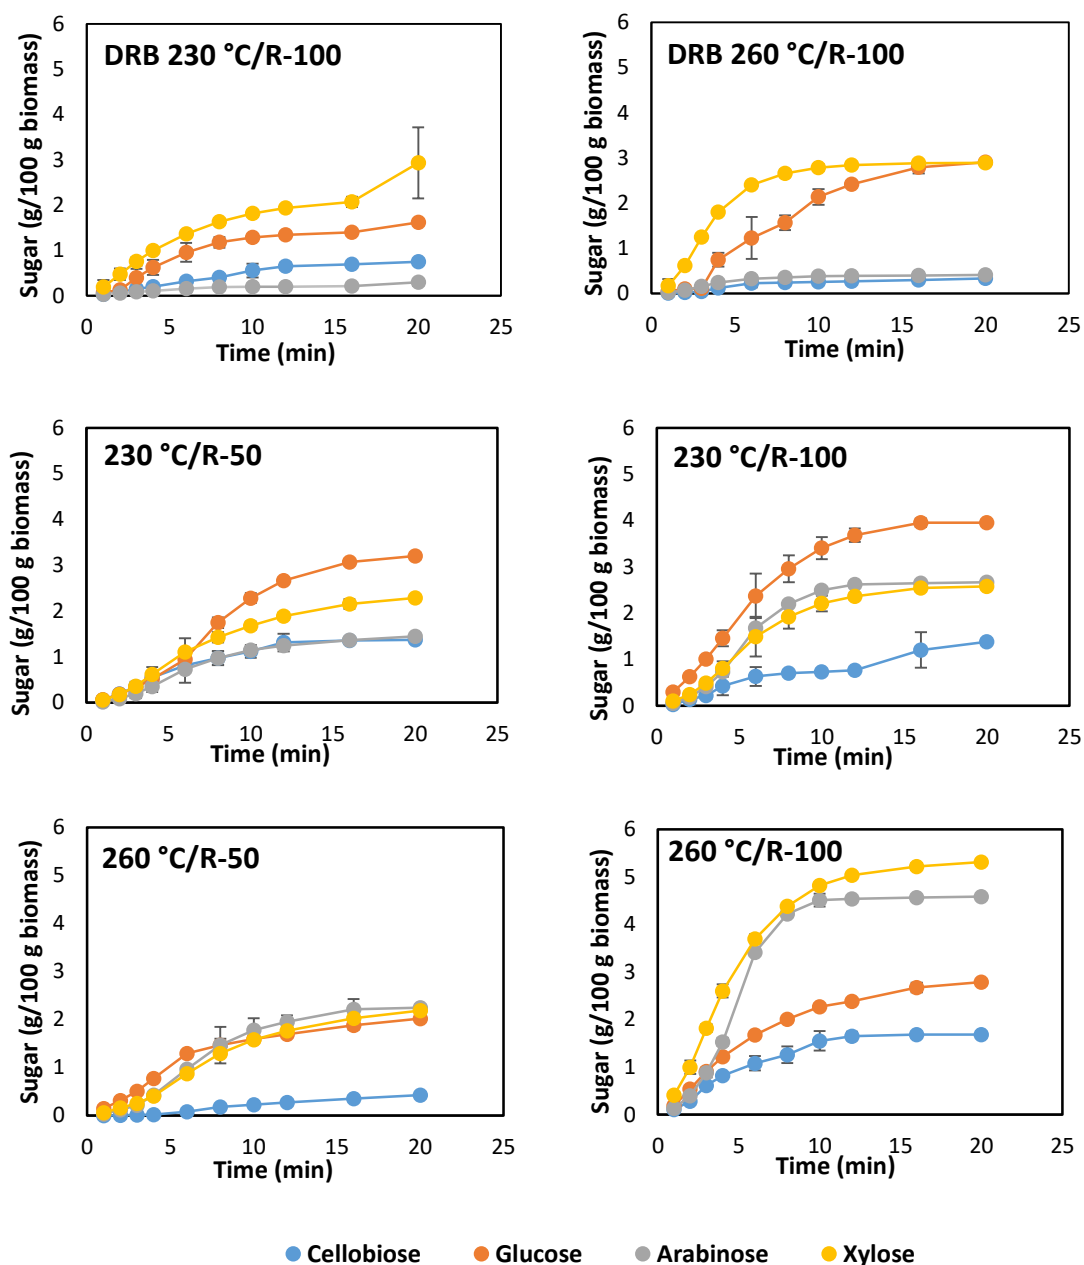 DRB 230 °C/R-100
Sugar (g/100 g biomass)
6
5
4
3
2
1
0
0 5 10 15 20 25
Time (min)
DRB 260 °C/R-100
Sugar (g/100 g biomass)
6
5
4
3
2
1
0
0 5 10 15 20 25
Time (min)
230 °C/R-50
Sugar (g/100 g biomass)
6
5
4
3
2
1
0
0 5 10 15 20 25
Time (min)
230 °C/R-100
Sugar (g/100 g biomass)
6
5
4
3
2
1
0
0 5 10 15 20 25
Time (min)
260 °C/R-50
Sugar (g/100 g biomass)
6
5
4
3
2
1
0
0 5 10 15 20 25
Time (min)
260 °C/R-100
Sugar (g/100 g biomass)
6
5
4
3
2
1
0
0 5 10 15 20 25
Time (min)
Cellobiose Glucose Arabinose Xylose